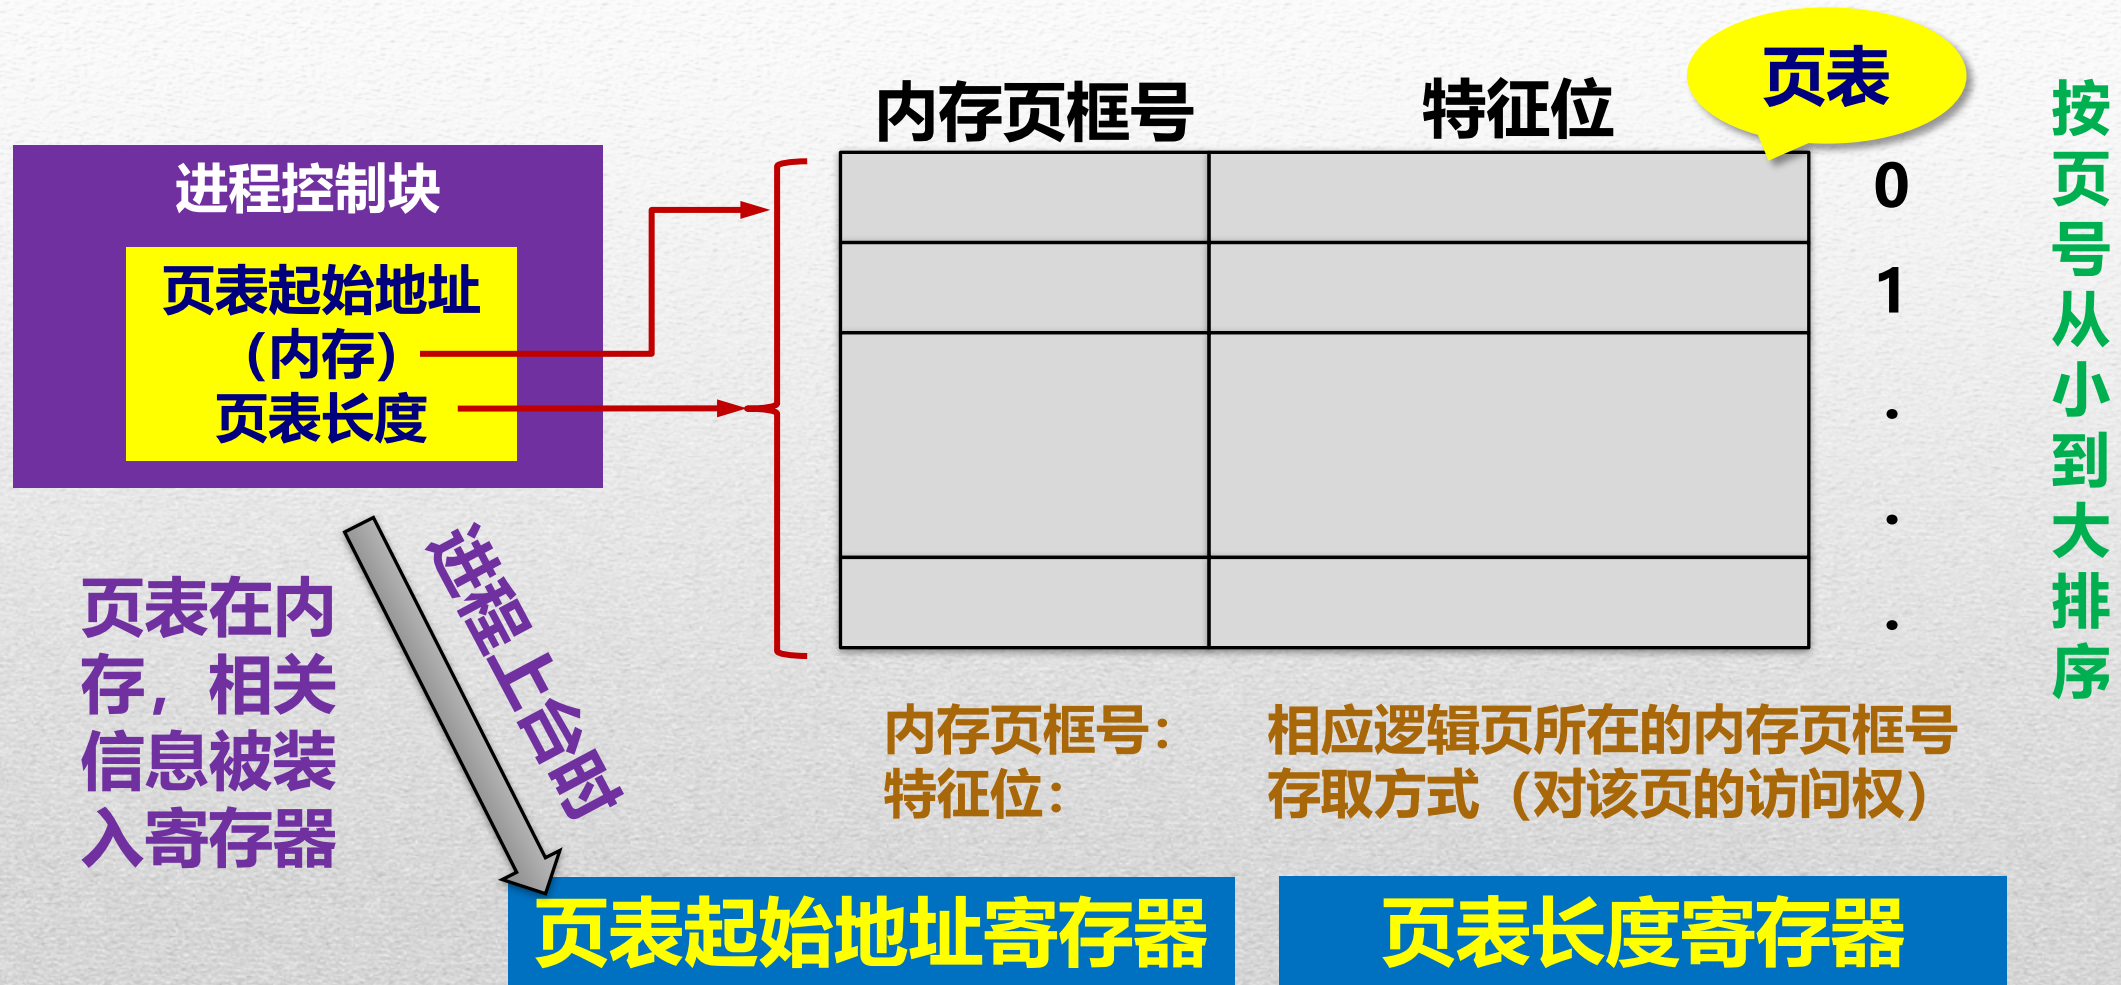 页表
内存页框号
特征位
进程控制块
页表起始地址
（内存）
页表长度
0
1
.
.
.
按页号从小到大排序
页表在内
存，相关
信息被装
入寄存器
进程上台时
内存页框号： 相应逻辑页所在的内存页框号
特征位： 存取方式（对该页的访问权）
页表起始地址寄存器
页表长度寄存器